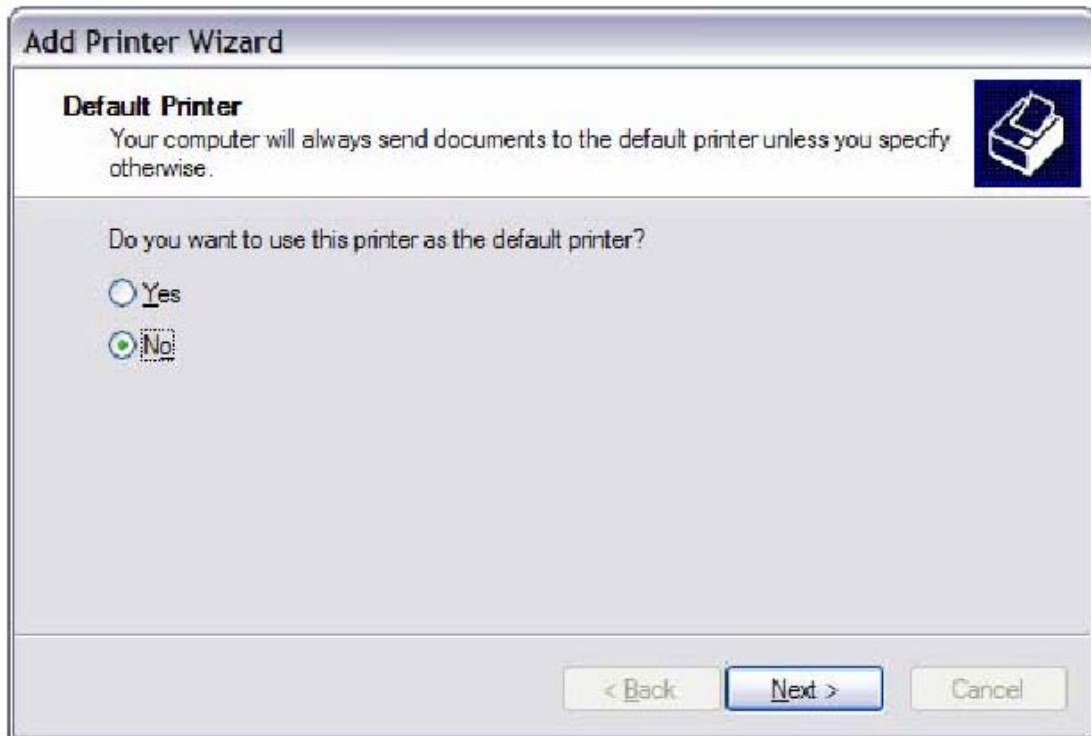 Add Printer Wizard
Default Printer
Your computer will always send documents to the default printer unless you specify
otherwise.
Do you want to use this printer as the default printer?
Yes
No
< Back
Next >
Cancel